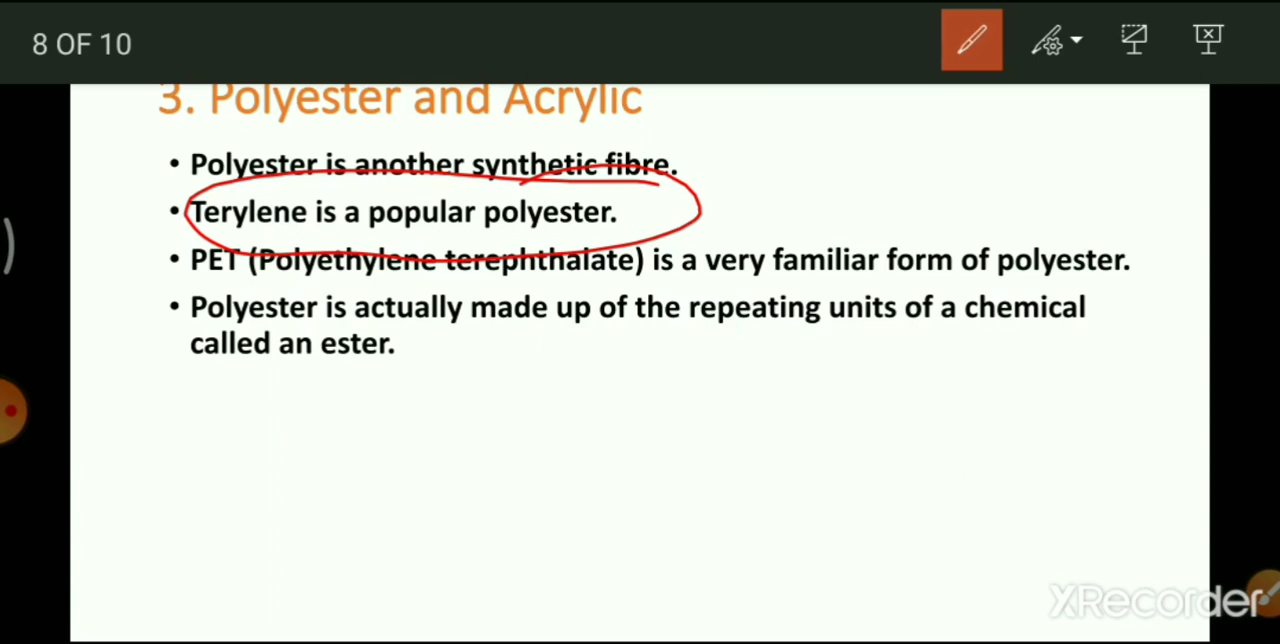 8 OF 10
3. Polyester and Acrylic
• Polyester is another synthetic fibre.
• Terylene is a popular polyester.
• PET (Polyethylene terephthalate) is a very familiar form of polyester.
• Polyester is actually made up of the repeating units of a chemical
called an ester.
XRecorder